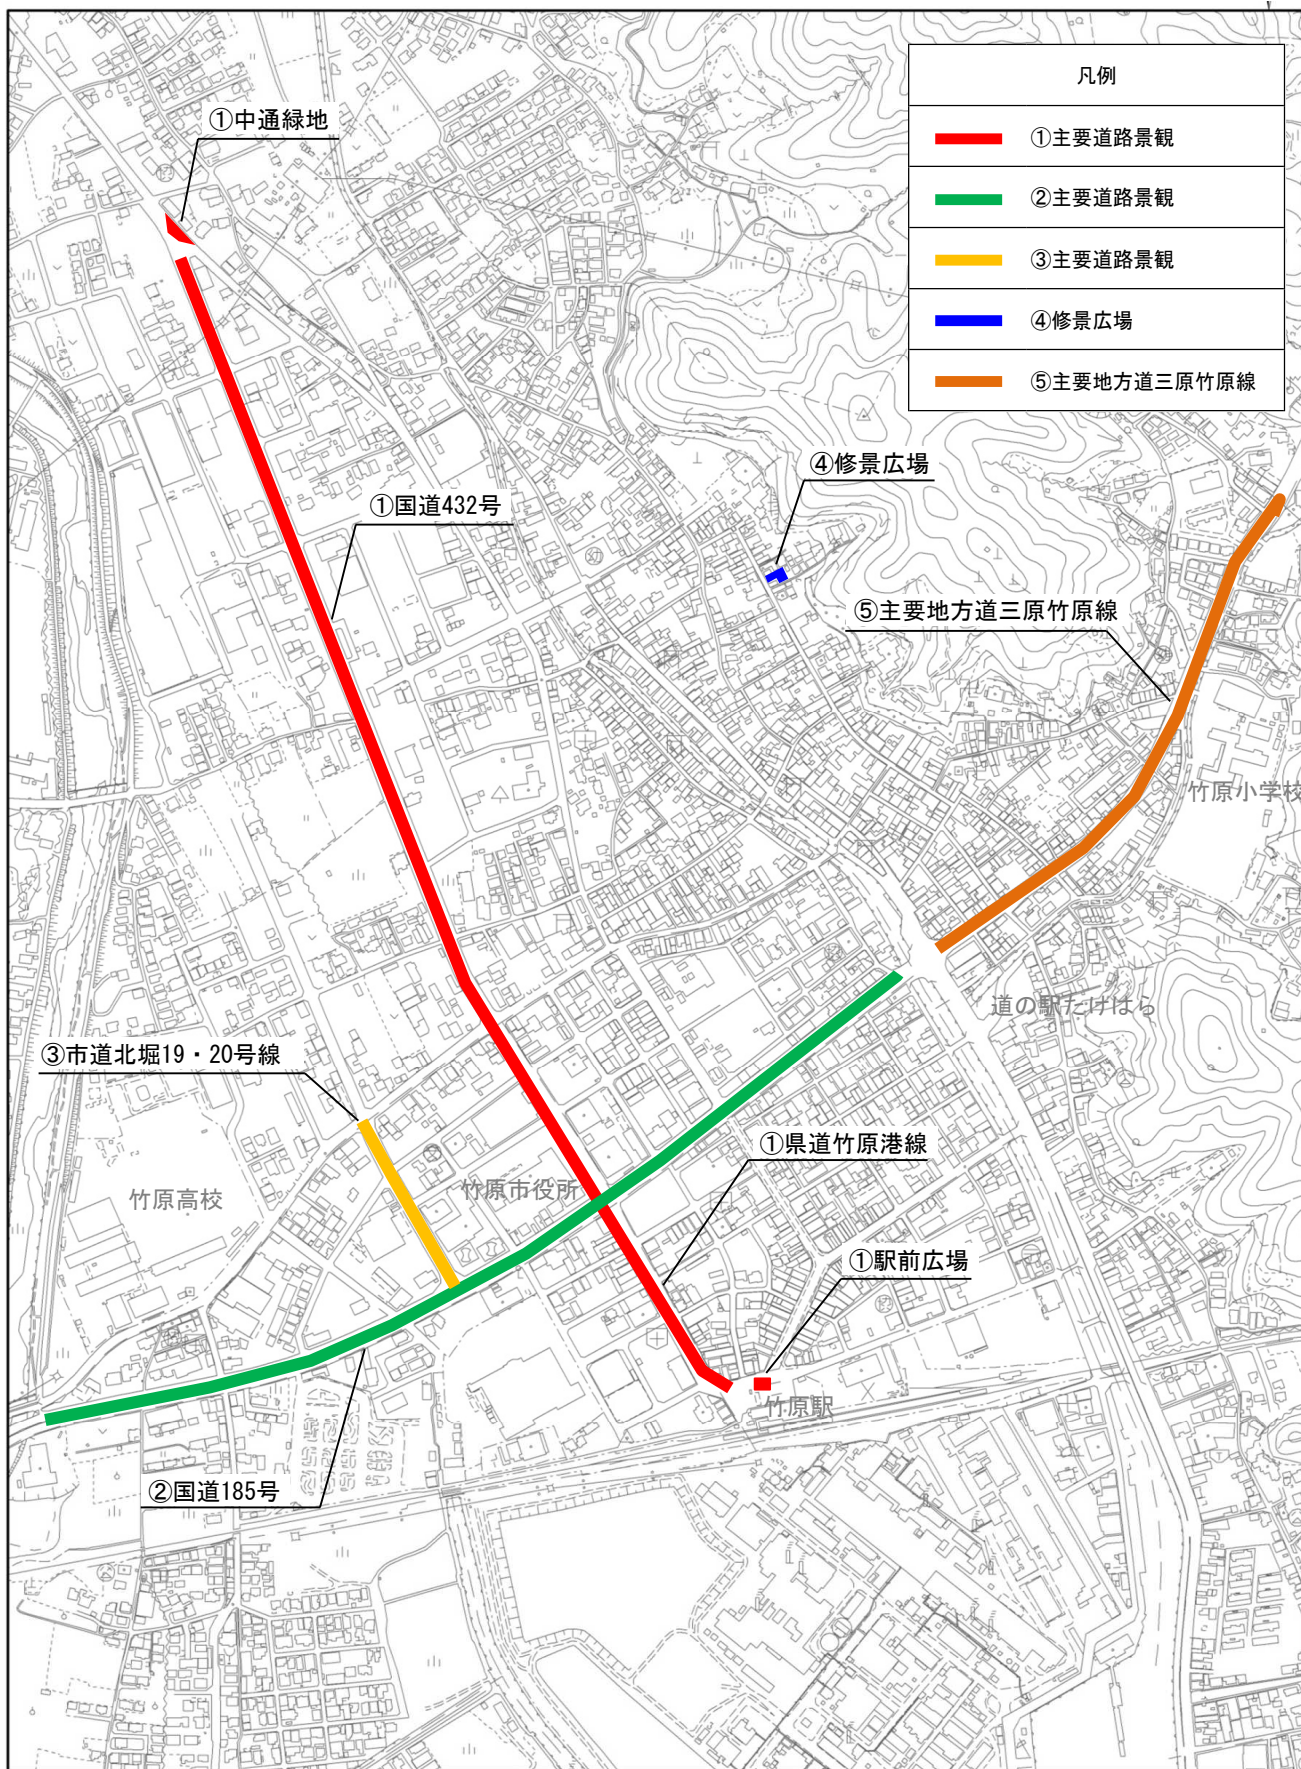 凡例
①主要道路景観
②主要道路景観
③主要道路景観
④修景広場
⑤主要地方道三原竹原線
①中通緑地
④修景広場
①国道432号
⑤主要地方道三原竹原線
竹原小学校
道の駅たけはら
③市道北堀19・20号線
①県道竹原港線
竹原市役所
竹原高校
①駅前広場
竹原駅
②国道185号